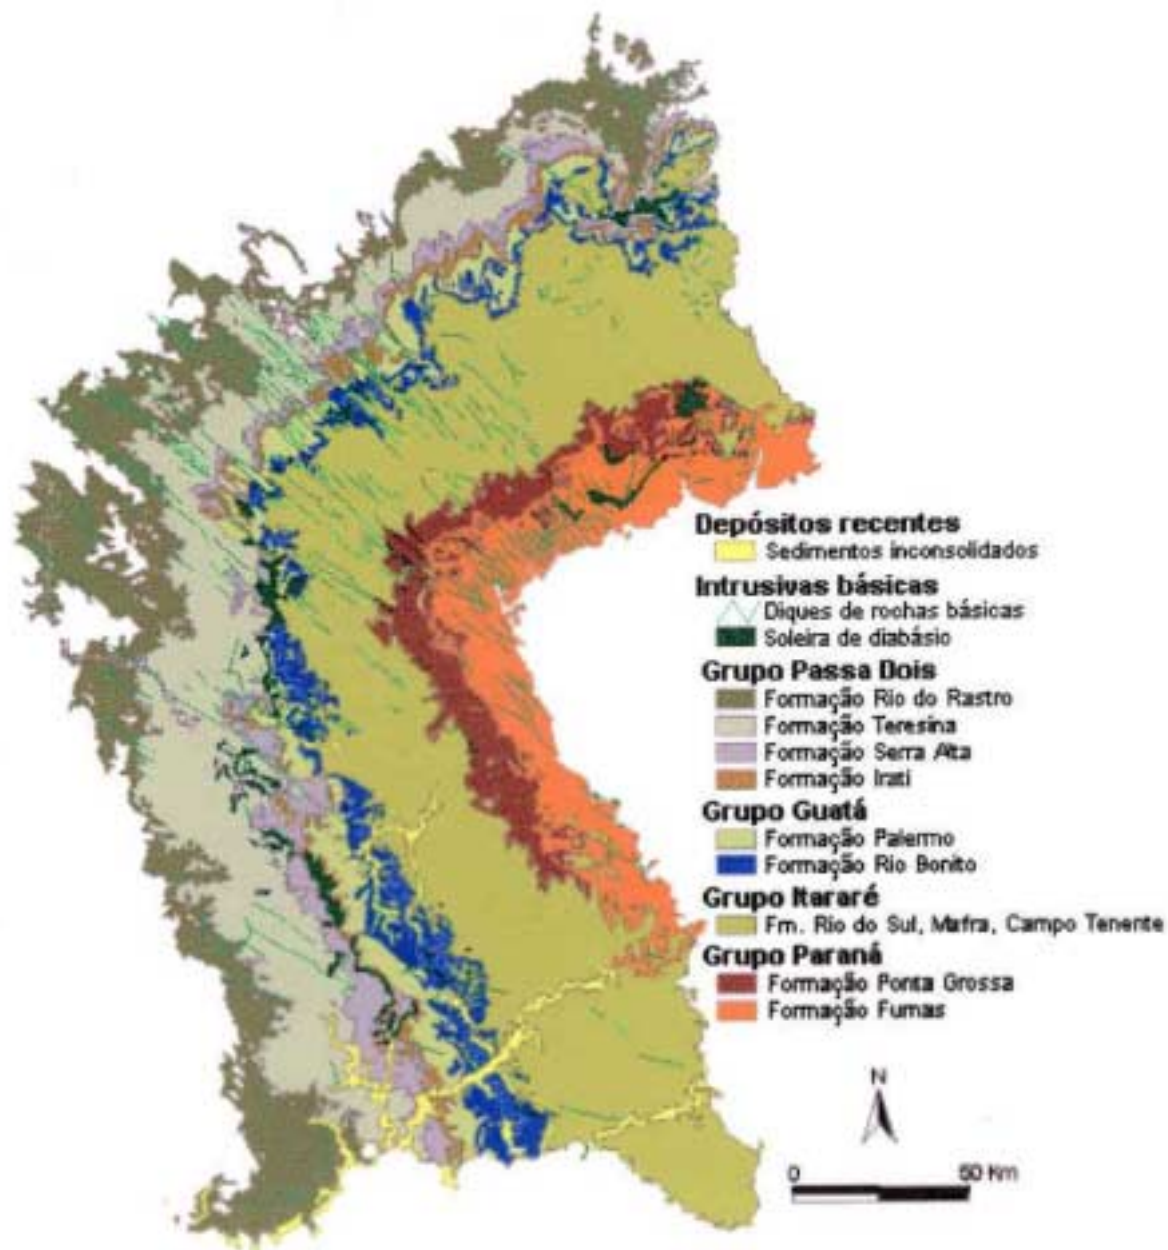 Depósitos recentes
Sedimentos inconsolidados
Intrusivas básicas
Diques de rochas básicas
Soleira de diabásio
Grupo Passa Dois
Formação Rio do Rastro
Formação Teresina
Formação Serra Alta
Formação Irati
Grupo Guatá
Formação Palermo
Formação Rio Bonito
Grupo Itararé
Fm. Rio do Sul, Mafra, Campo Tenente
Grupo Paraná
Formação Ponta Grossa
Formação Furnas
N
0 50 Km